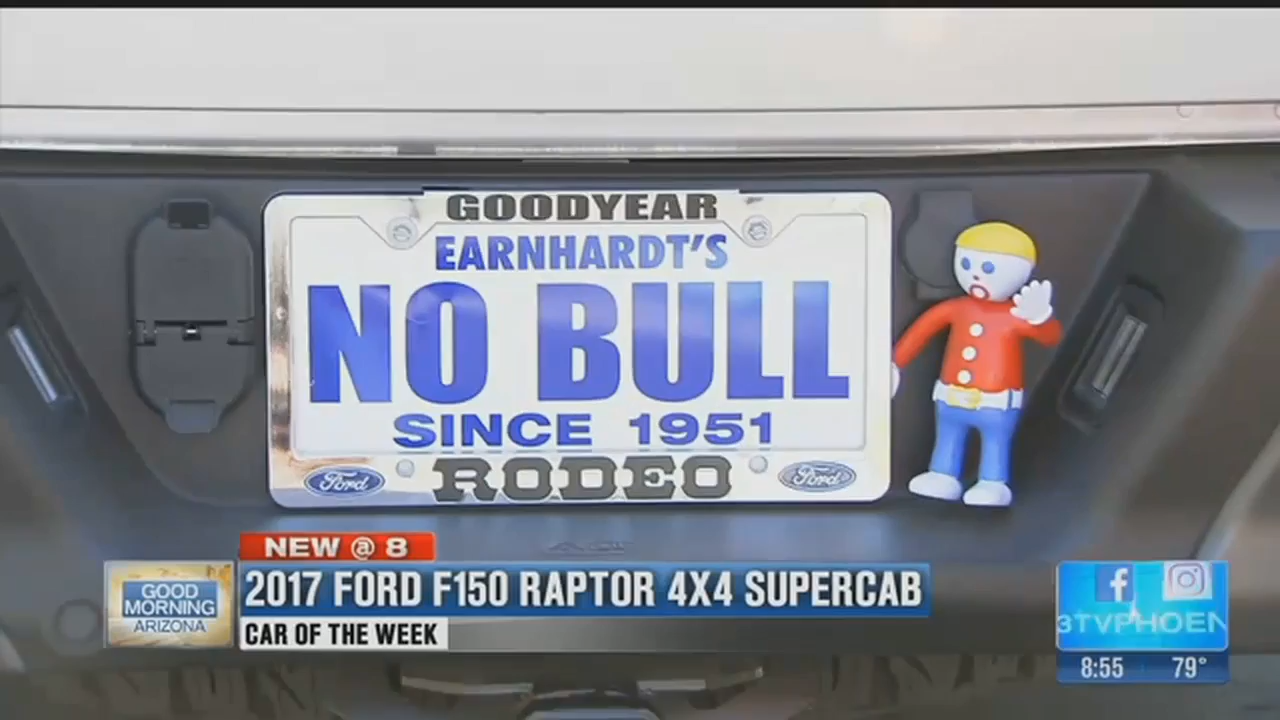 GOODYEAR
EARNHARDT'S
NO BULL
SINCE 1951
RODEO
Ford
Ford
NEW @ 8
GOOD
MORNING
ARIZONA
2017 FORD F150 RAPTOR 4X4 SUPERCAB
CAR OF THE WEEK
3TVPHOEN
8:55 79°